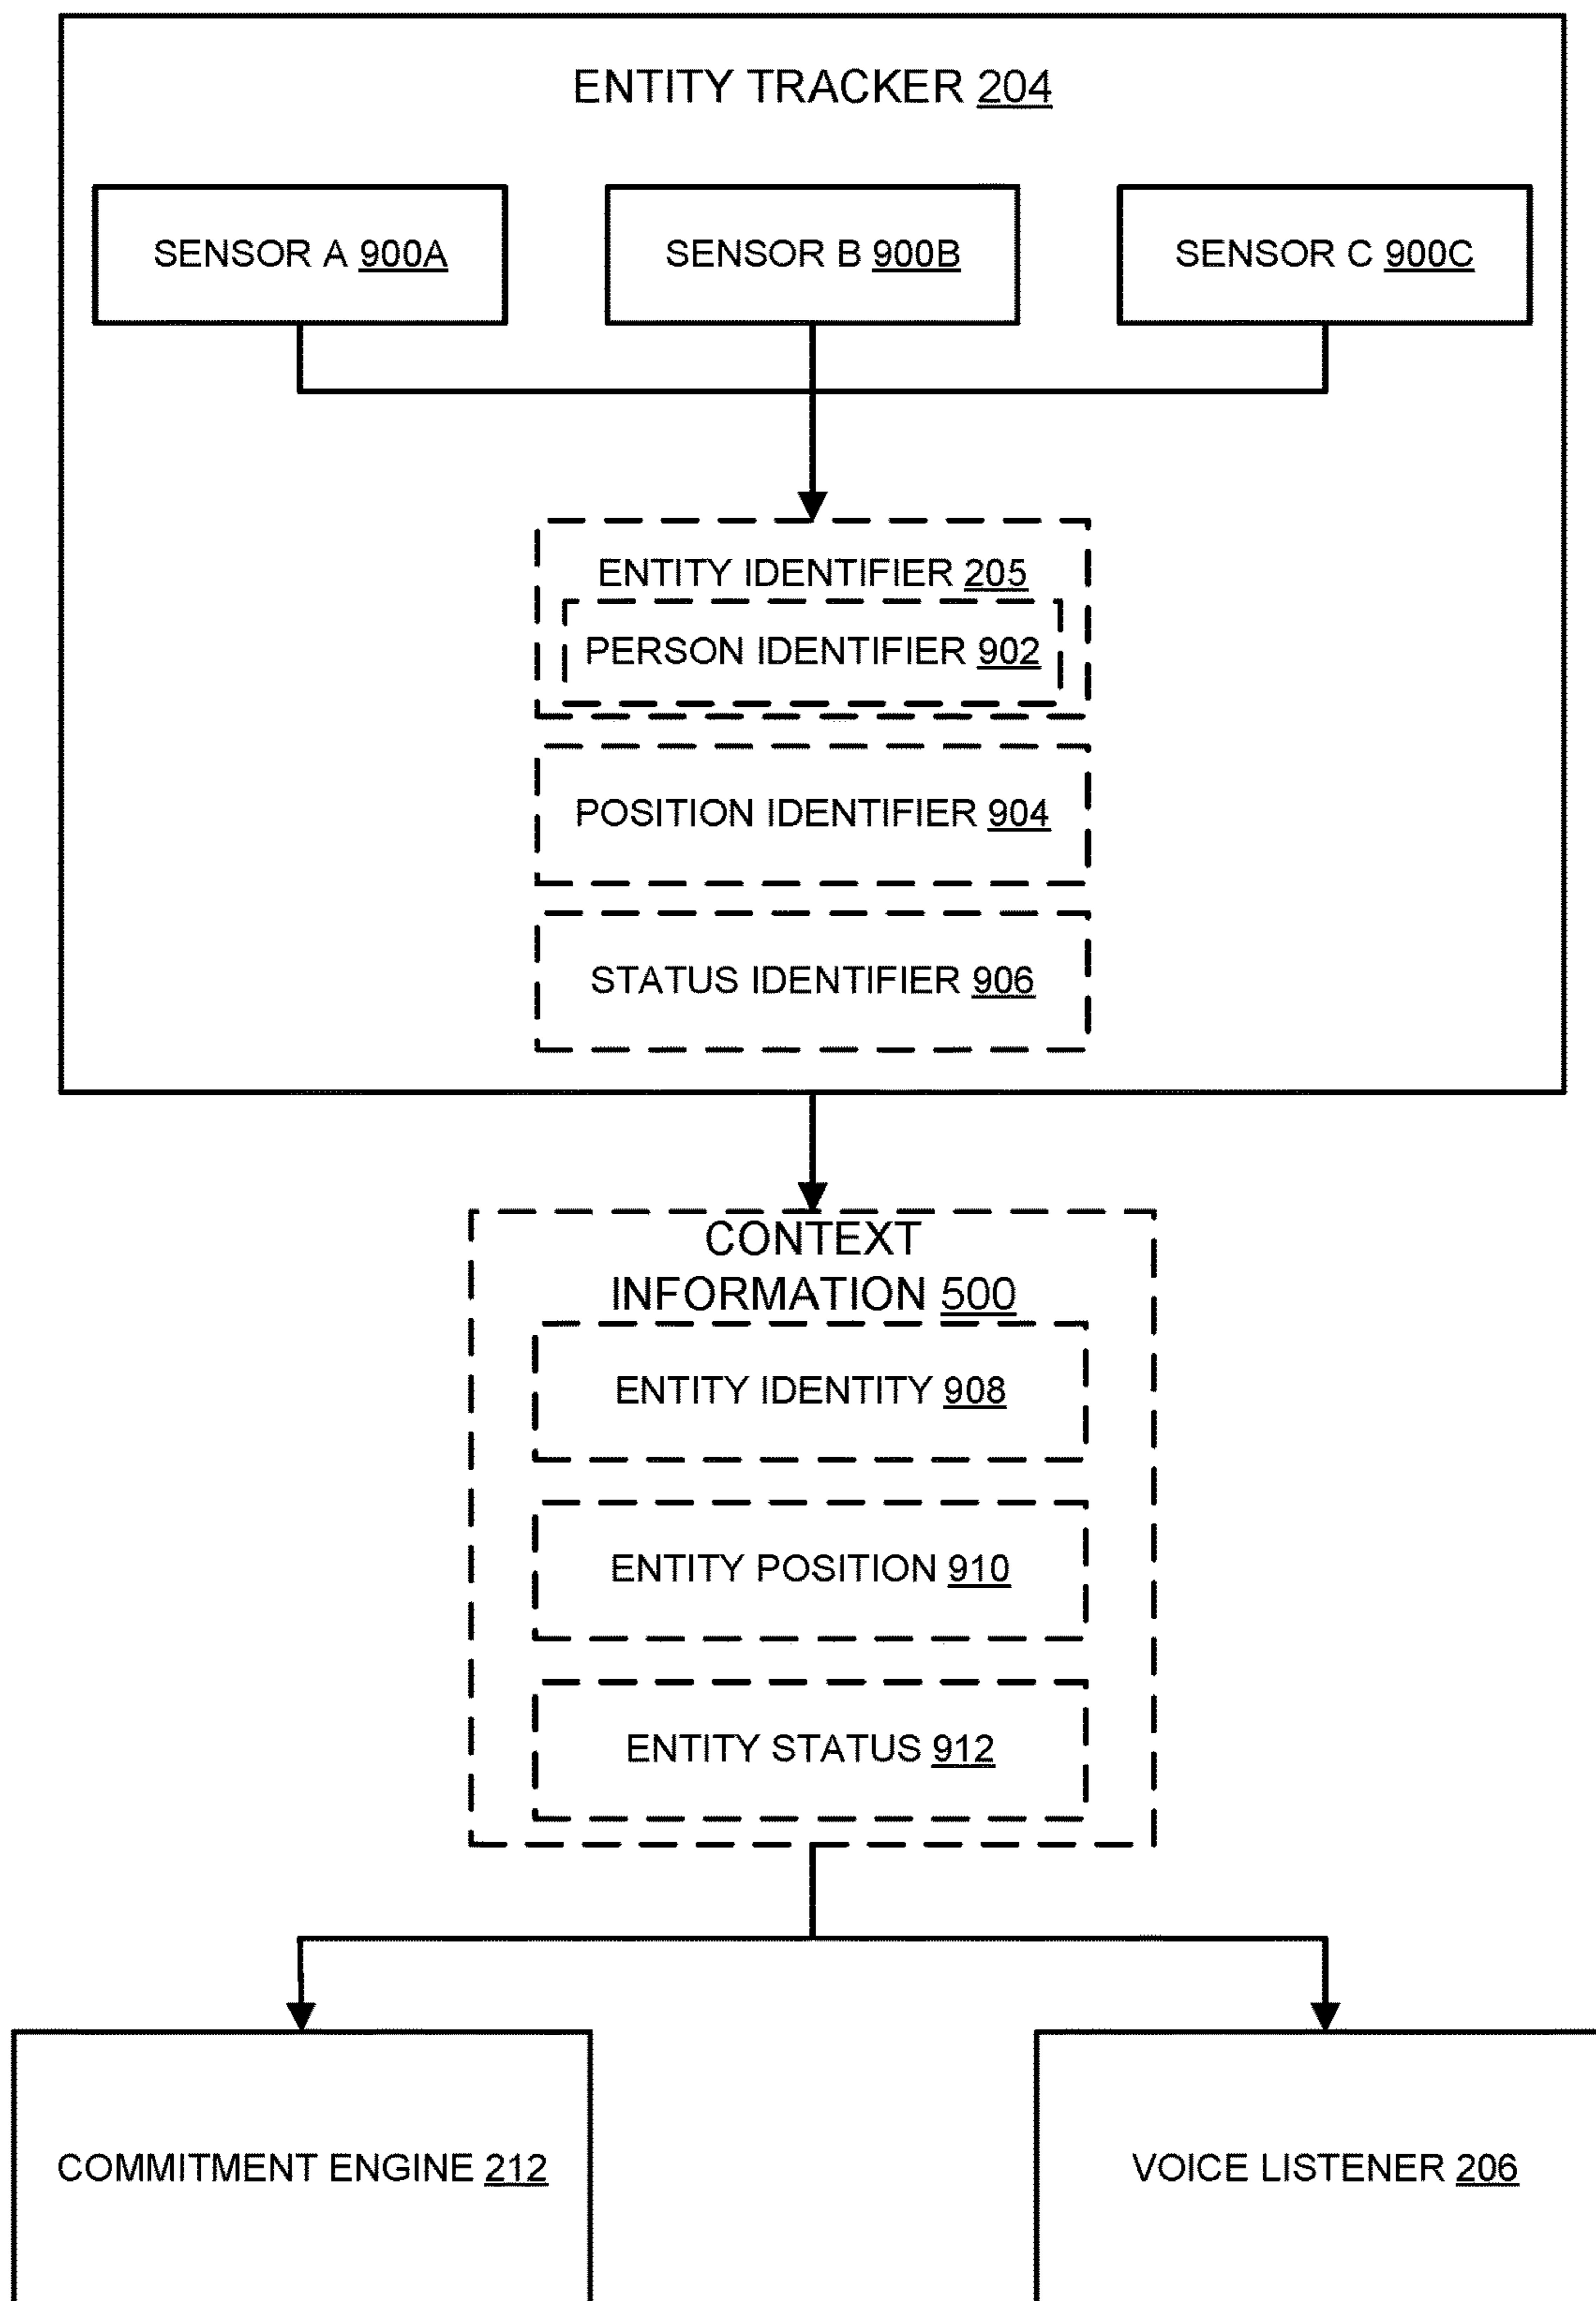 ENTITY TRACKER 204
SENSOR A 900A
SENSOR B 900B
SENSOR C 900C
ENTITY IDENTIFIER 205
PERSON IDENTIFIER 902
POSITION IDENTIFIER 904
STATUS IDENTIFIER 906
CONTEXT
INFORMATION 500
ENTITY IDENTITY 908
ENTITY POSITION 910
ENTITY STATUS 912
COMMITMENT ENGINE 212
VOICE LISTENER 206